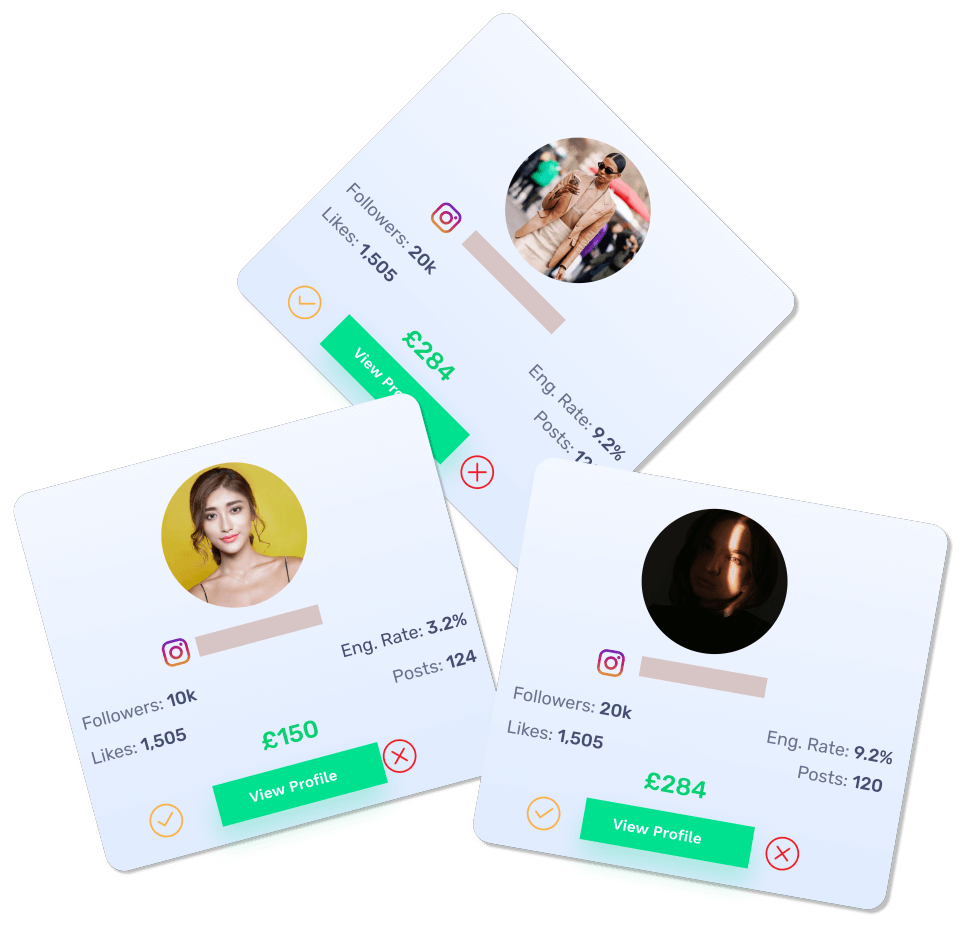 Followers: 20k
Likes: 1,505
£284
View Pro
Eng. Rate: 9.2%
Posts: 12
Eng. Rate: 3.2%
Posts: 124
Followers: 10k
Likes: 1,505
£150
View Profile
Followers: 20k
Likes: 1,505
Eng. Rate: 9.2%
Posts: 120
£284
View Profile